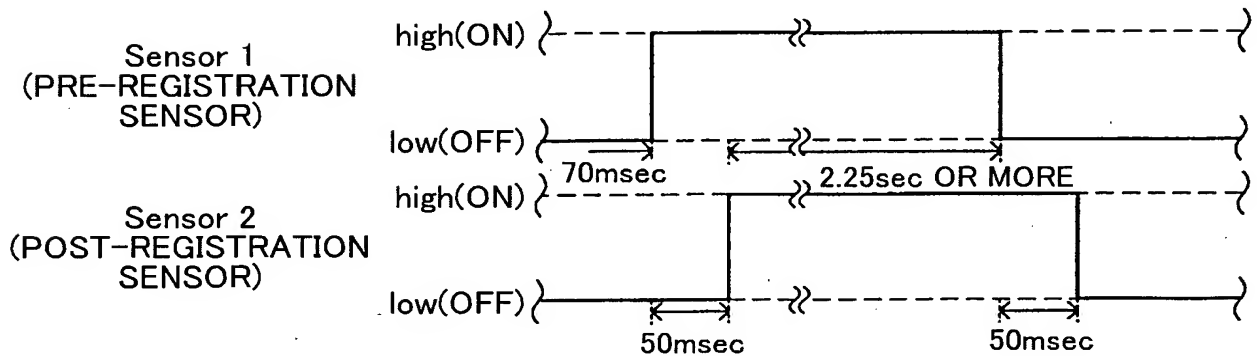 Sensor 1
(PRE-REGISTRATION
SENSOR)
high(ON)
low(OFF)
70msec
2.25sec OR MORE
Sensor 2
(POST-REGISTRATION
SENSOR)
high(ON)
low(OFF)
50msec
50msec